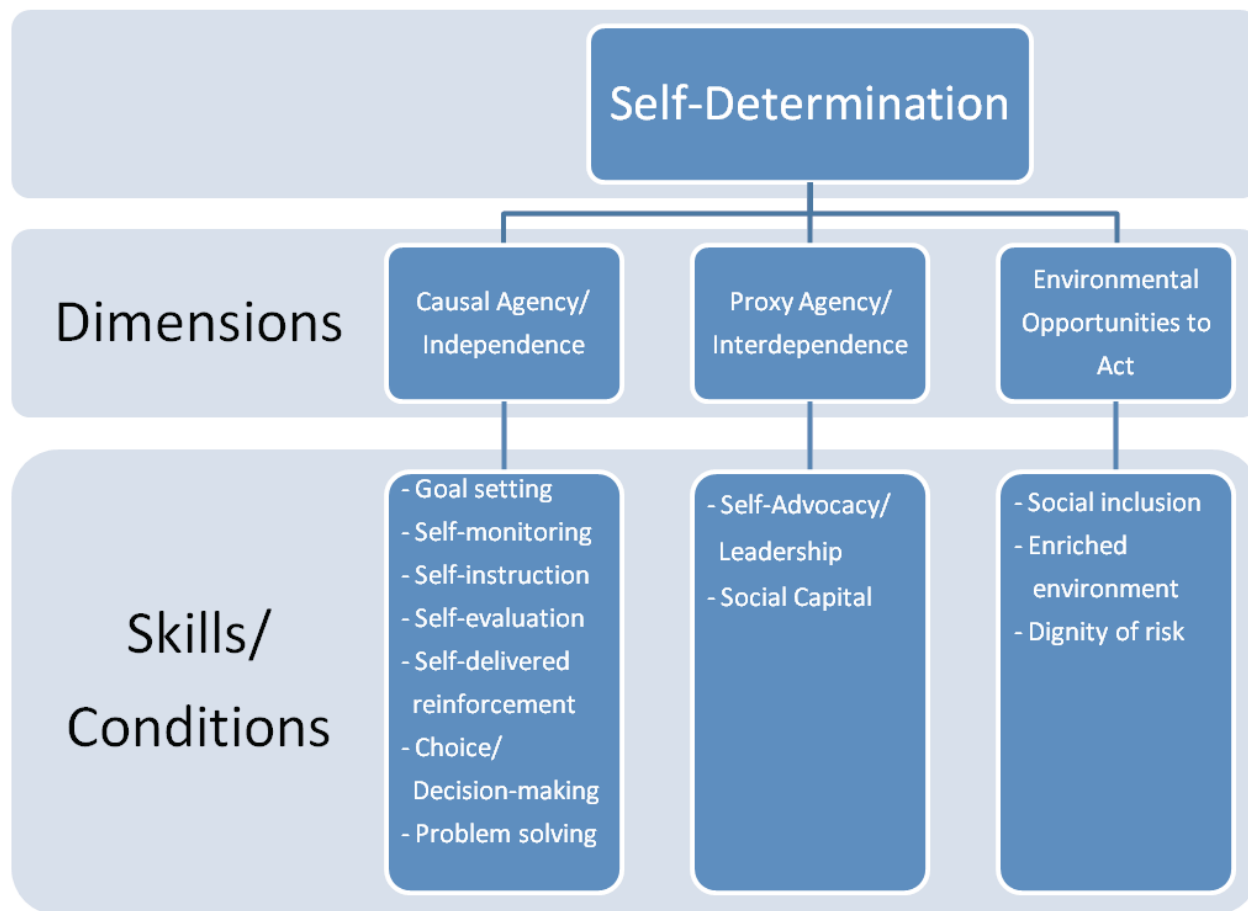 Self-Determination
Dimensions
Causal Agency/
Independence
Proxy Agency/
Interdependence
Environmental
Opportunities to
Act
Skills/
Conditions
- Goal setting
- Self-monitoring
- Self-instruction
- Self-evaluation
- Self-delivered
reinforcement
- Choice/
Decision-making
- Problem solving
- Self-Advocacy/
Leadership
- Social Capital
- Social inclusion
- Enriched
environment
- Dignity of risk